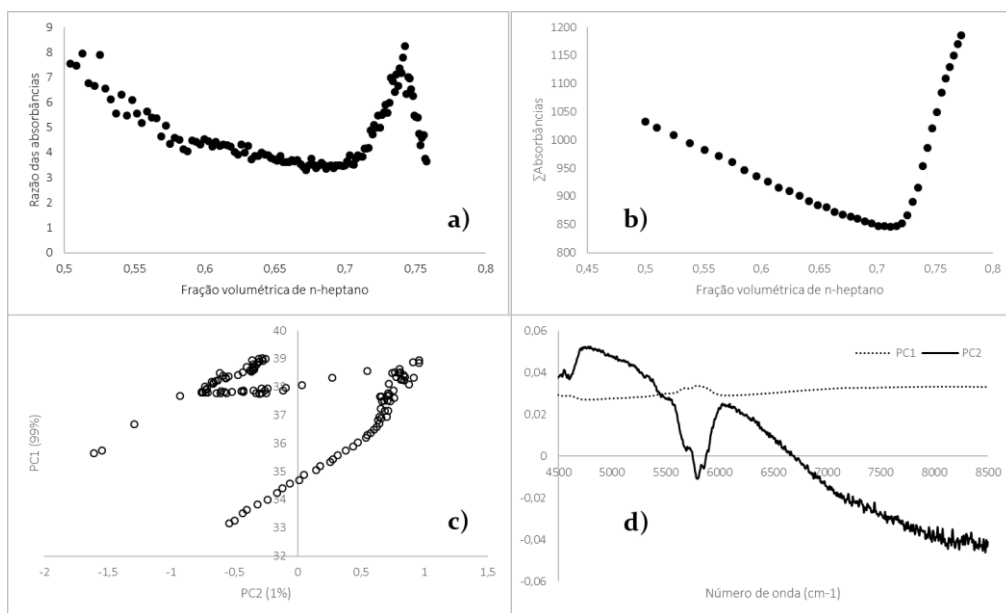 Razão das absorbâncias
9
8
7
6
5
4
3
2
1
0
0,5 0,55 0,6 0,65 0,7 0,75 0,8
Fração volumétrica de n-heptano
a)
∑Absorbâncias
1200
1150
1100
1050
1000
950
900
850
800
0,45 0,5 0,55 0,6 0,65 0,7 0,75 0,8
Fração volumétrica de n-heptano
b)
PC1 (99%)
40
39
38
37
36
35
34
33
32
-2 -1,5 -1 -0,5 0 0,5 1 1,5
PC2 (1%)
c)
0,06
0,04
0,02
0
-0,02
-0,04
-0,06
PC1 PC2
4500 5000 5500 6000 6500 7000 7500 8000 8500
Número de onda (cm-1)
d)